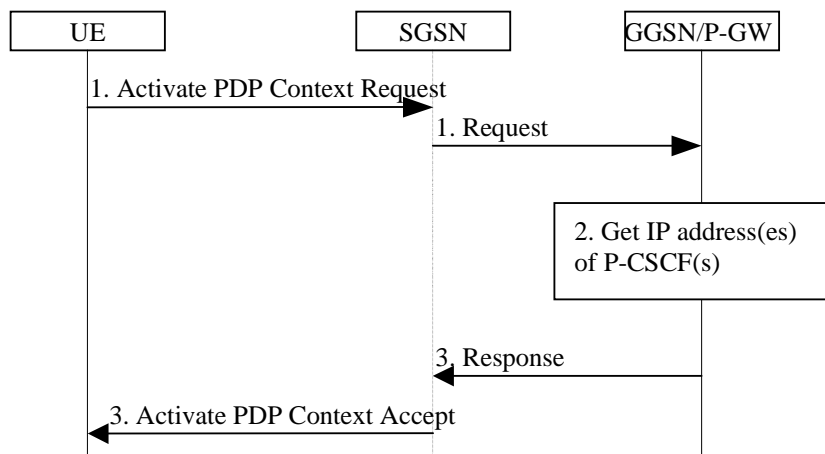 UE
SGSN
GGSN/P-GW
1. Activate PDP Context Request
1. Request
2. Get IP address(es)
of P-CSCF(s)
3. Response
3. Activate PDP Context Accept